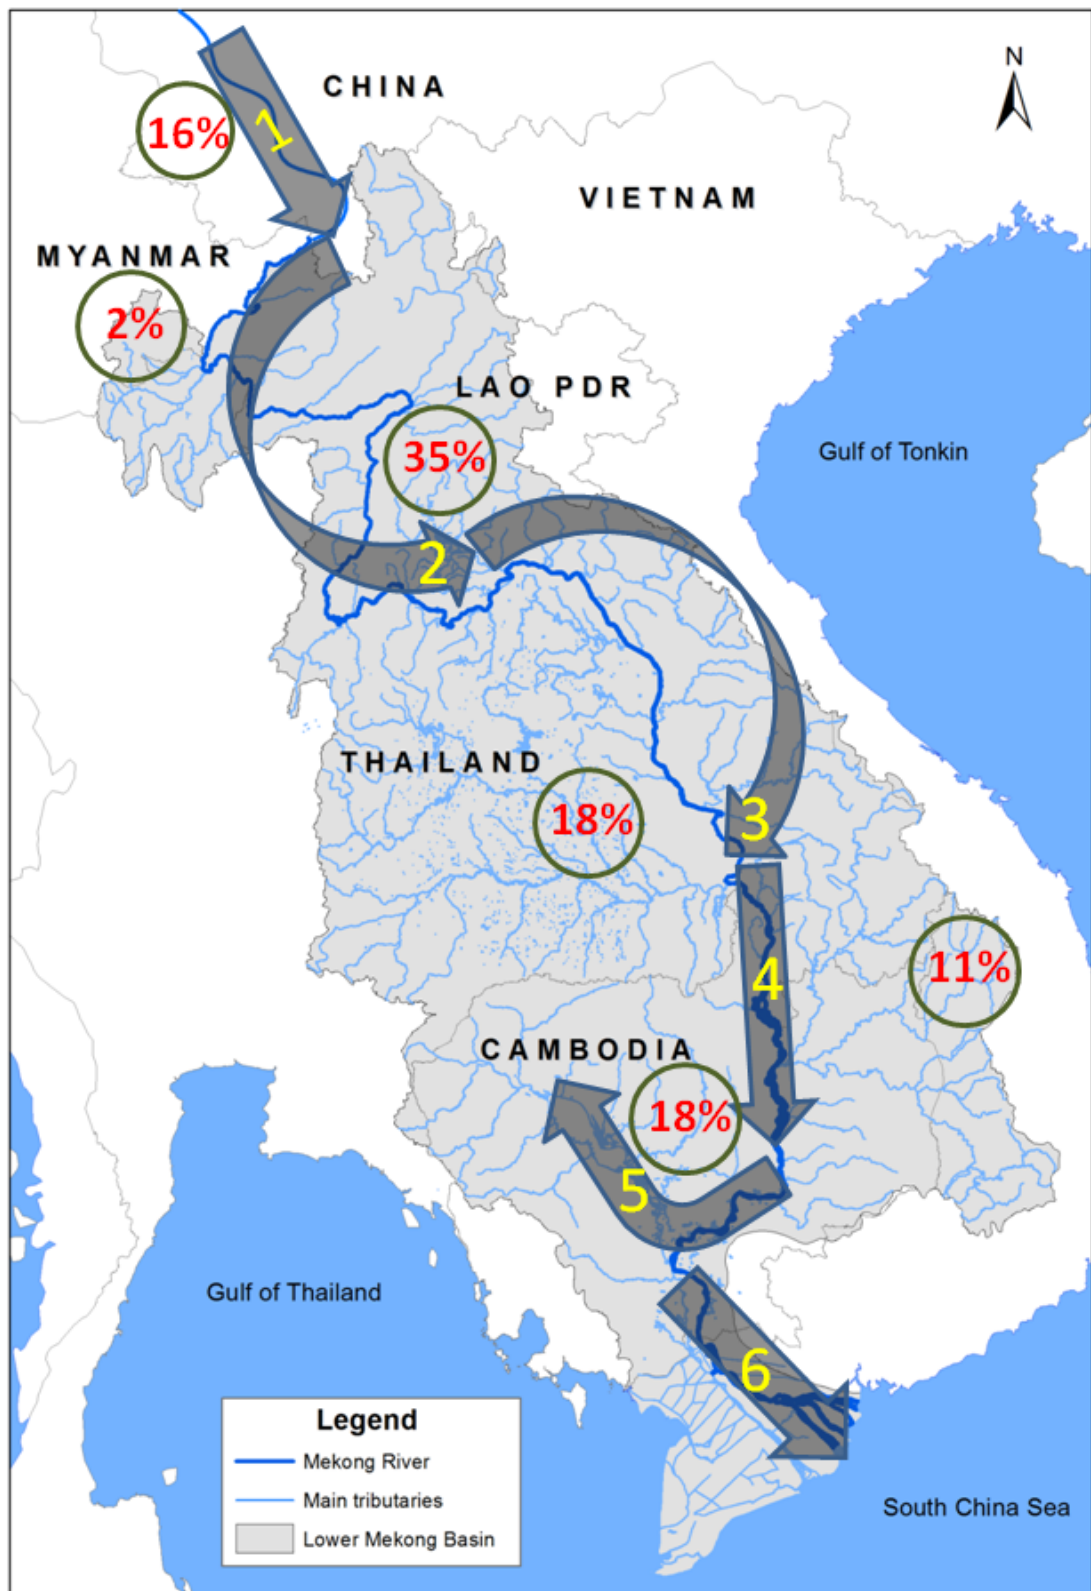 N
CHINA
16%
1
VIETNAM
MYANMAR
2%
LAO PDR
35%
Gulf of Tonkin
2
THAILAND
18%
3
11%
4
CAMBODIA
18%
5
Gulf of Thailand
6
Legend
Mekong River
Main tributaries
Lower Mekong Basin
South China Sea